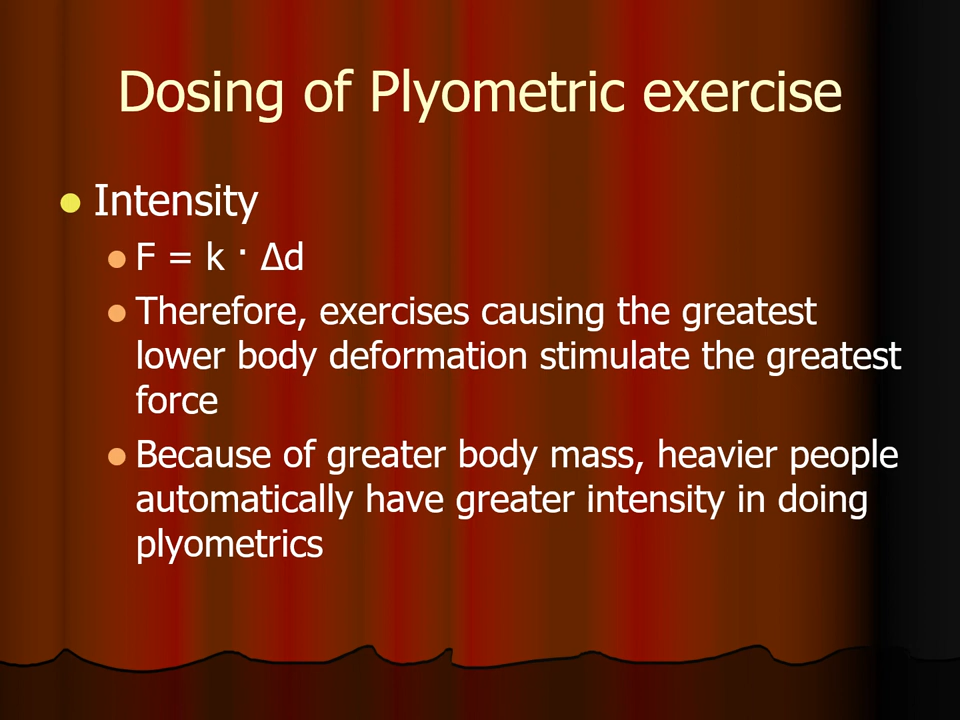 Dosing of Plyometric exercise
Intensity
F = k · Δd
Therefore, exercises causing the greatest
lower body deformation stimulate the greatest
force
Because of greater body mass, heavier people
automatically have greater intensity in doing
plyometrics